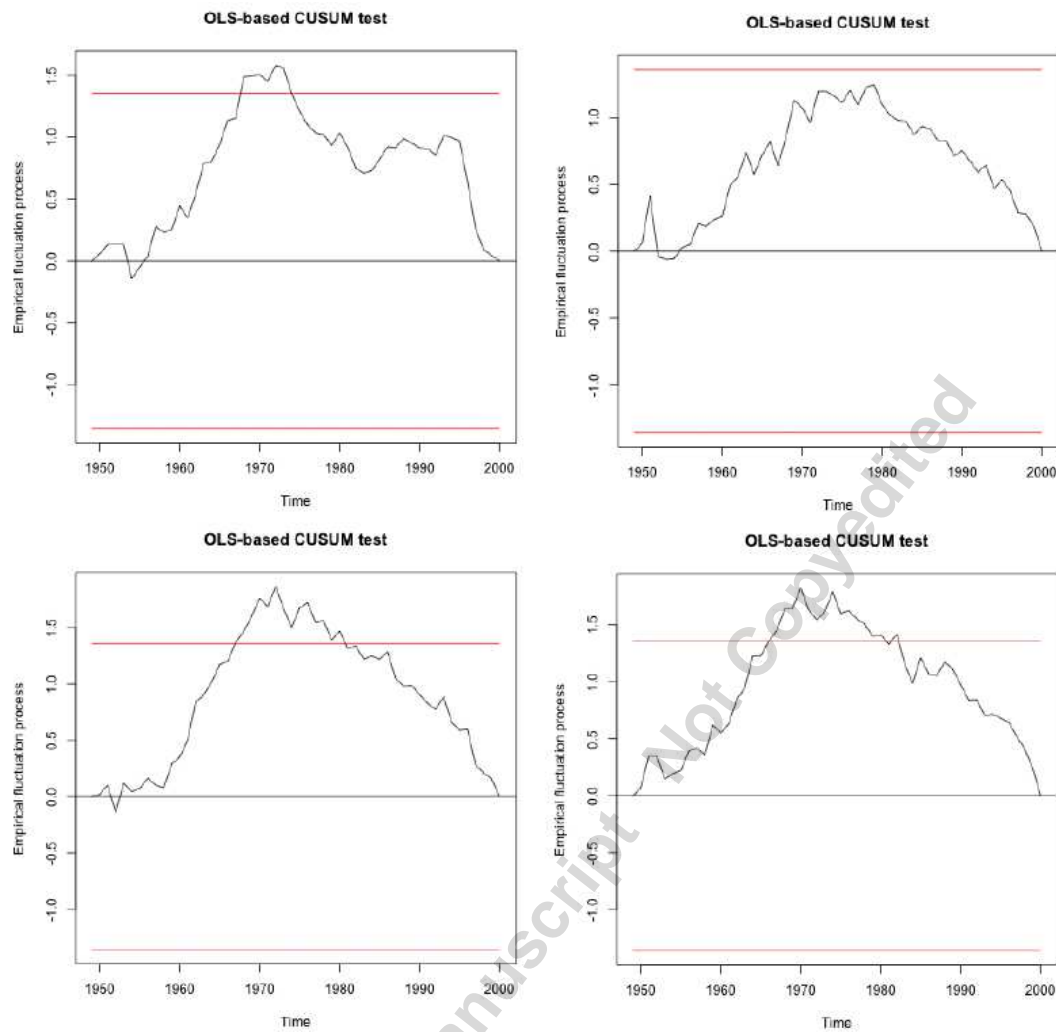 OLS-based CUSUM test
Empirical fluctuation process
1.5
1.0
0.5
0.0
-0.5
-1.0
1950 1960 1970 1980 1990 2000
Time
OLS-based CUSUM test
Empirical fluctuation process
1.0
0.5
0.0
-0.5
-1.0
1950 1960 1970 1980 1990 2000
Time
OLS-based CUSUM test
Empirical fluctuation process
1.5
1.0
0.5
0.0
-0.5
-1.0
1950 1960 1970 1980 1990 2000
Time
OLS-based CUSUM test
Empirical fluctuation process
1.5
1.0
0.5
0.0
-0.5
-1.0
1950 1960 1970 1980 1990 2000
Time
anuscript Not Copyedited